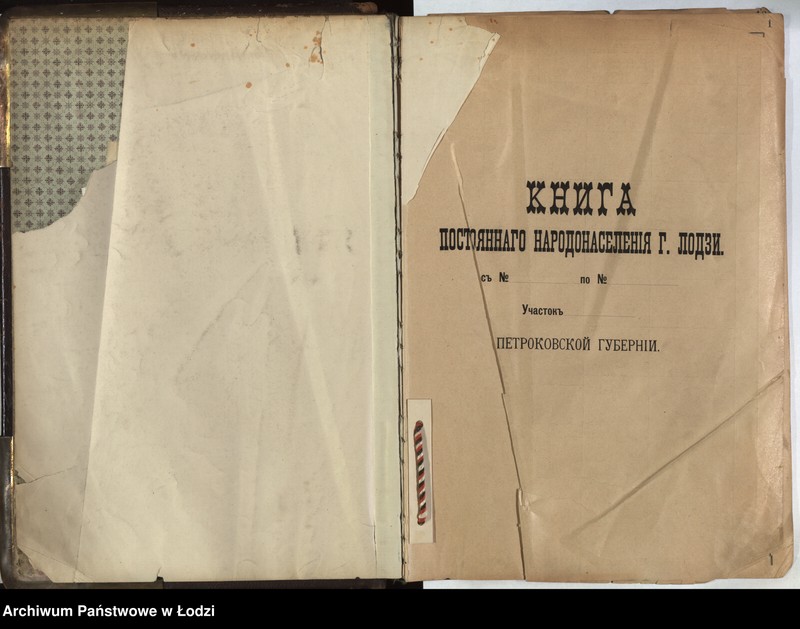 КНИГА
ПОСТОЯННАГО НАРОДОНАСЕЛЕНІЯ Г. ЛОДЗИ.
съ № по №
Участокъ
ПЕТРОКОВСКОЙ ГУБЕРНІИ.
Archiwum Państwowe w Łodzi